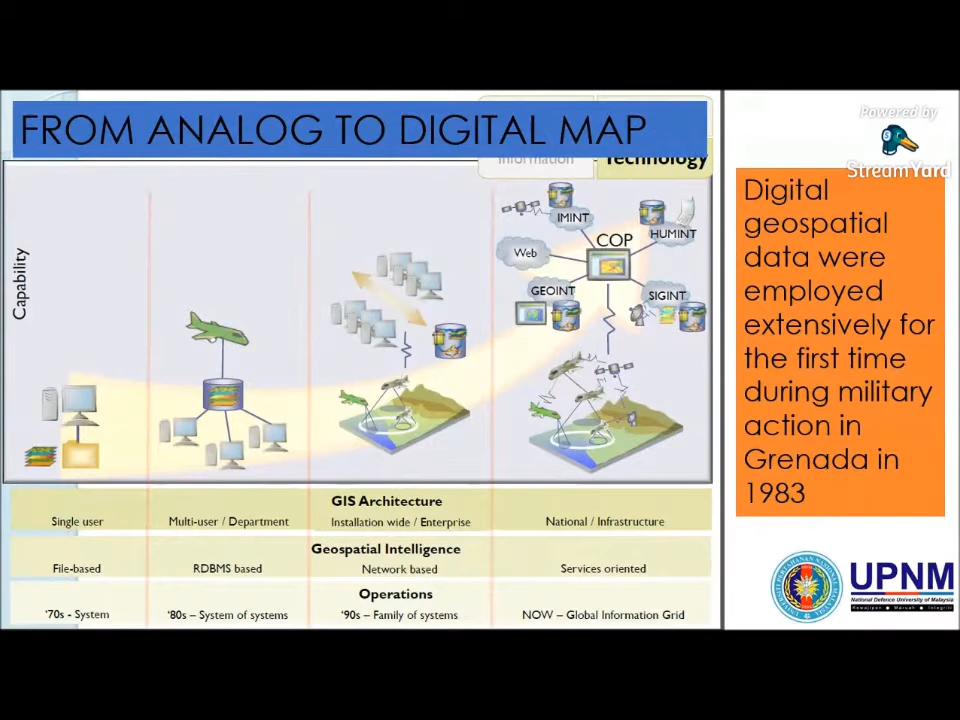 FROM ANALOG TO DIGITAL MAP
Information
Technology
Powered by
StreamYard
Capability
IMINT
HUMINT
COP
Web
GEOINT
SIGINT
Digital
geospatial
data were
employed
extensively for
the first time
during military
action in
Grenada in
1983
GIS Architecture
Single user
Multi-user / Department
Installation wide / Enterprise
National / Infrastructure
Geospatial Intelligence
File-based
RDBMS based
Network based
Services oriented
Operations
'70s - System
'80s – System of systems
'90s – Family of systems
NOW – Global Information Grid
UPNM
National Defence University of Malaysia
Kewajipan • Maruah • Integriti